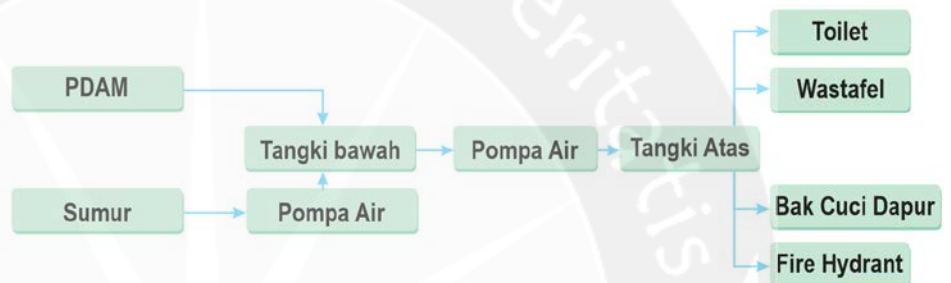 Toilet
PDAM
Wastafel
Tangki bawah
Pompa Air
Tangki Atas
Sumur
Pompa Air
Bak Cuci Dapur
Fire Hydrant